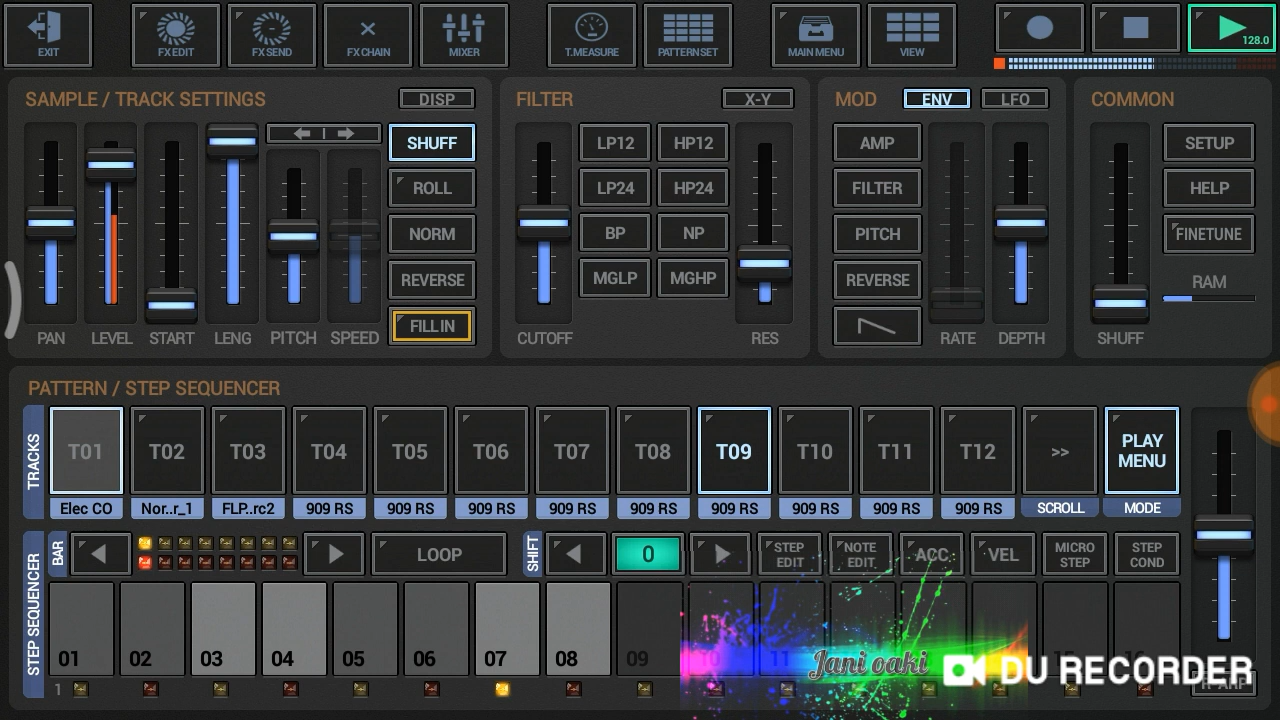 EXIT
FX EDIT
FX SEND
FX CHAIN
MIXER
T.MEASURE
PATTERN SET
MAIN MENU
VIEW
128.0
SAMPLE / TRACK SETTINGS
DISP
SHUFF
ROLL
NORM
REVERSE
FILL IN
PAN
LEVEL
START
LENG
PITCH
SPEED
FILTER
X-Y
LP12
HP12
LP24
HP24
BP
NP
MGLP
MGHP
CUTOFF
RES
MOD
ENV
LFO
AMP
FILTER
PITCH
REVERSE
RATE
DEPTH
COMMON
SETUP
HELP
FINETUNE
RAM
SHUFF
PATTERN / STEP SEQUENCER
TRACKS
T01
T02
T03
T04
T05
T06
T07
T08
T09
T10
T11
T12
>>
PLAY
MENU
Elec CO
Nor..r_1
FLP..rc2
909 RS
909 RS
909 RS
909 RS
909 RS
909 RS
909 RS
909 RS
909 RS
SCROLL
MODE
STEP SEQUENCER
BAR
LOOP
SHIFT
0
STEP
EDIT
NOTE
EDIT
ACC
VEL
MICRO
STEP
STEP
COND
01
02
03
04
05
06
07
08
09
10
11
1
Jani oaki
DU RECORDER